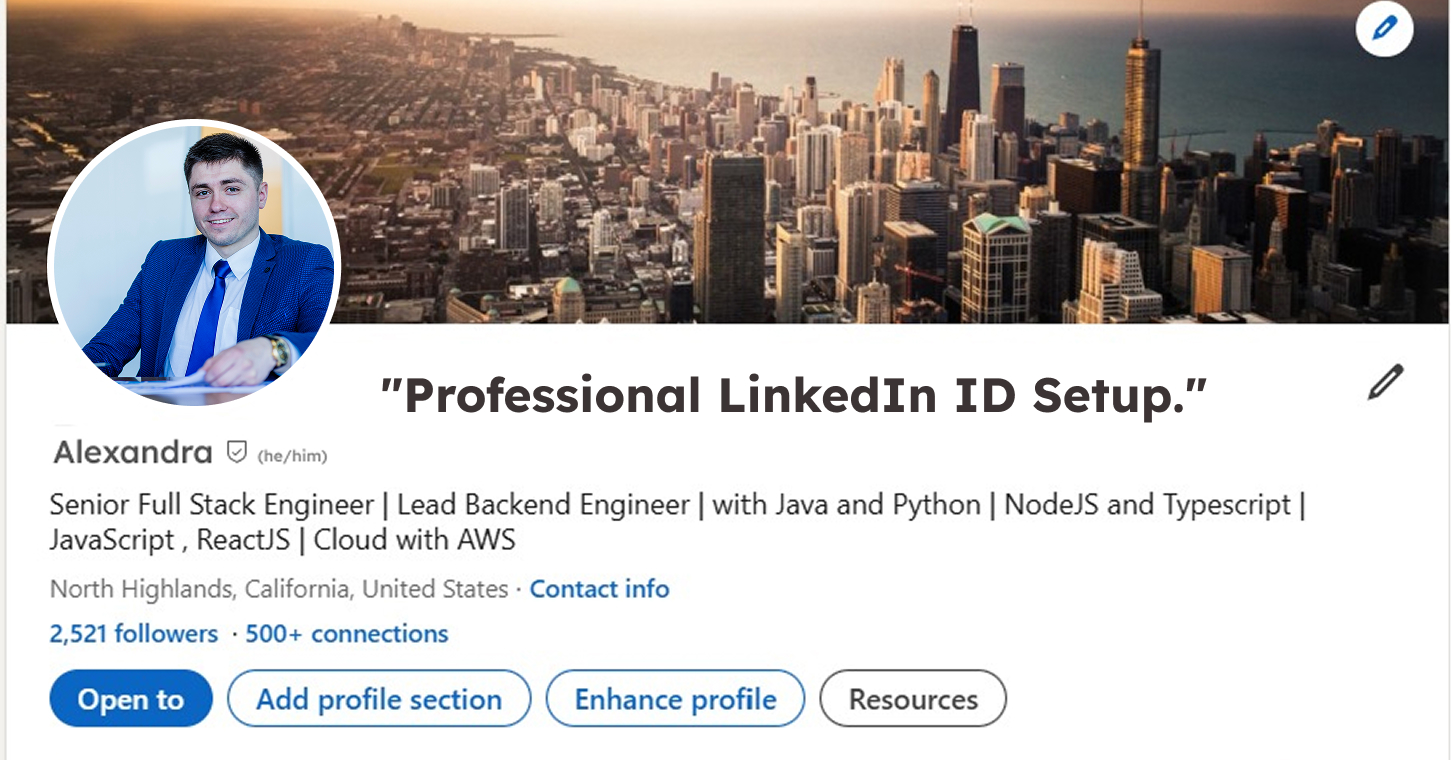 "Professional LinkedIn ID Setup."
Alexandra (he/him)
Senior Full Stack Engineer | Lead Backend Engineer | with Java and Python | NodeJS and Typescript |
JavaScript , ReactJS | Cloud with AWS
North Highlands, California, United States · Contact info
2,521 followers · 500+ connections
Open to Add profile section Enhance profile Resources